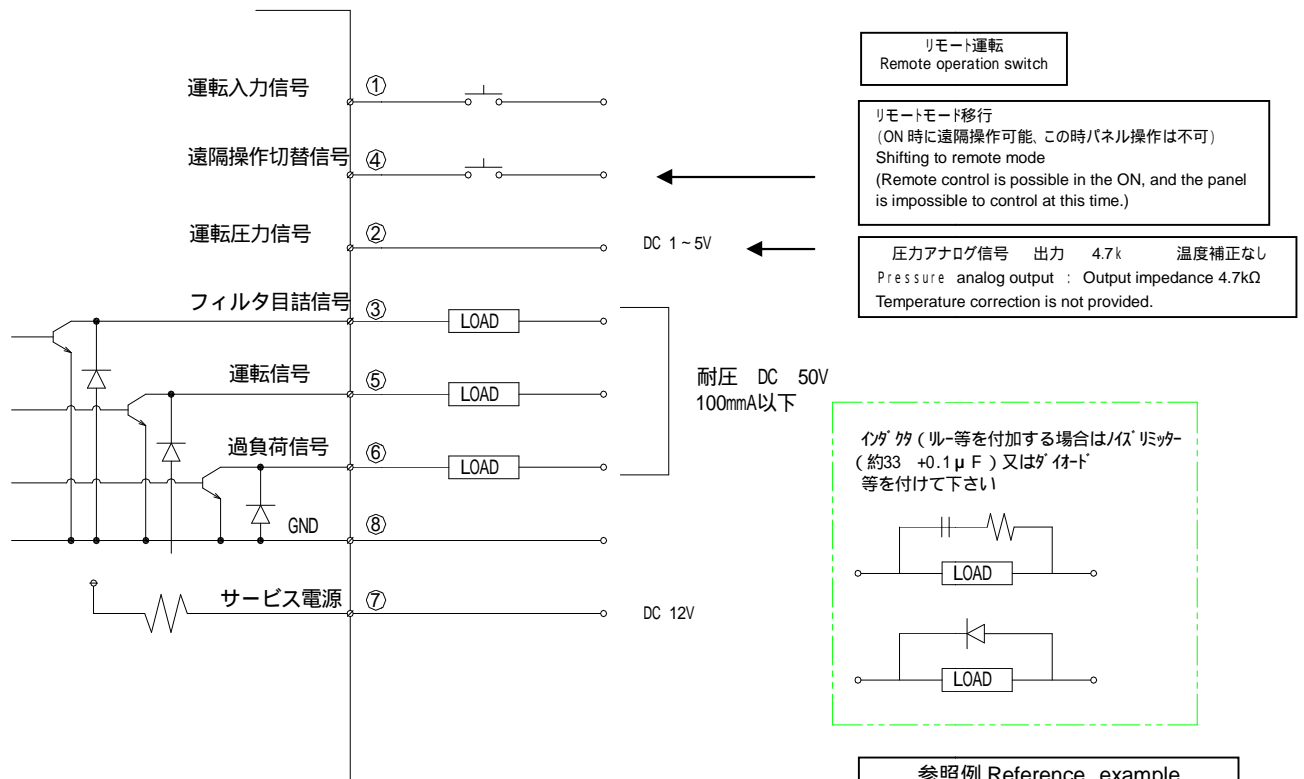 運転入力信号 ①
遠隔操作切替信号 ④
運転圧力信号 ②
DC 1～5V
フィルタ目詰信号 ③
LOAD
運転信号 ⑤
LOAD
過負荷信号 ⑥
LOAD
耐圧 DC 50V
100mmA以下
GND ⑧
サービス電源 ⑦
DC 12V
リモート運転
Remote operation switch
リモートモード移行
(ON 時に遠隔操作可能、この時パネル操作は不可)
Shifting to remote mode
(Remote control is possible in the ON, and the panel
is impossible to control at this time.)
圧力アナログ信号 出力 4.7k 温度補正なし
Pressure analog output : Output impedance 4.7kΩ
Temperature correction is not provided.
インダクタ（リレー等を付加する場合はノイズリミッター
（約33 +0.1μF）又はダイオード
等を付けて下さい
LOAD
LOAD
参照例 Reference example